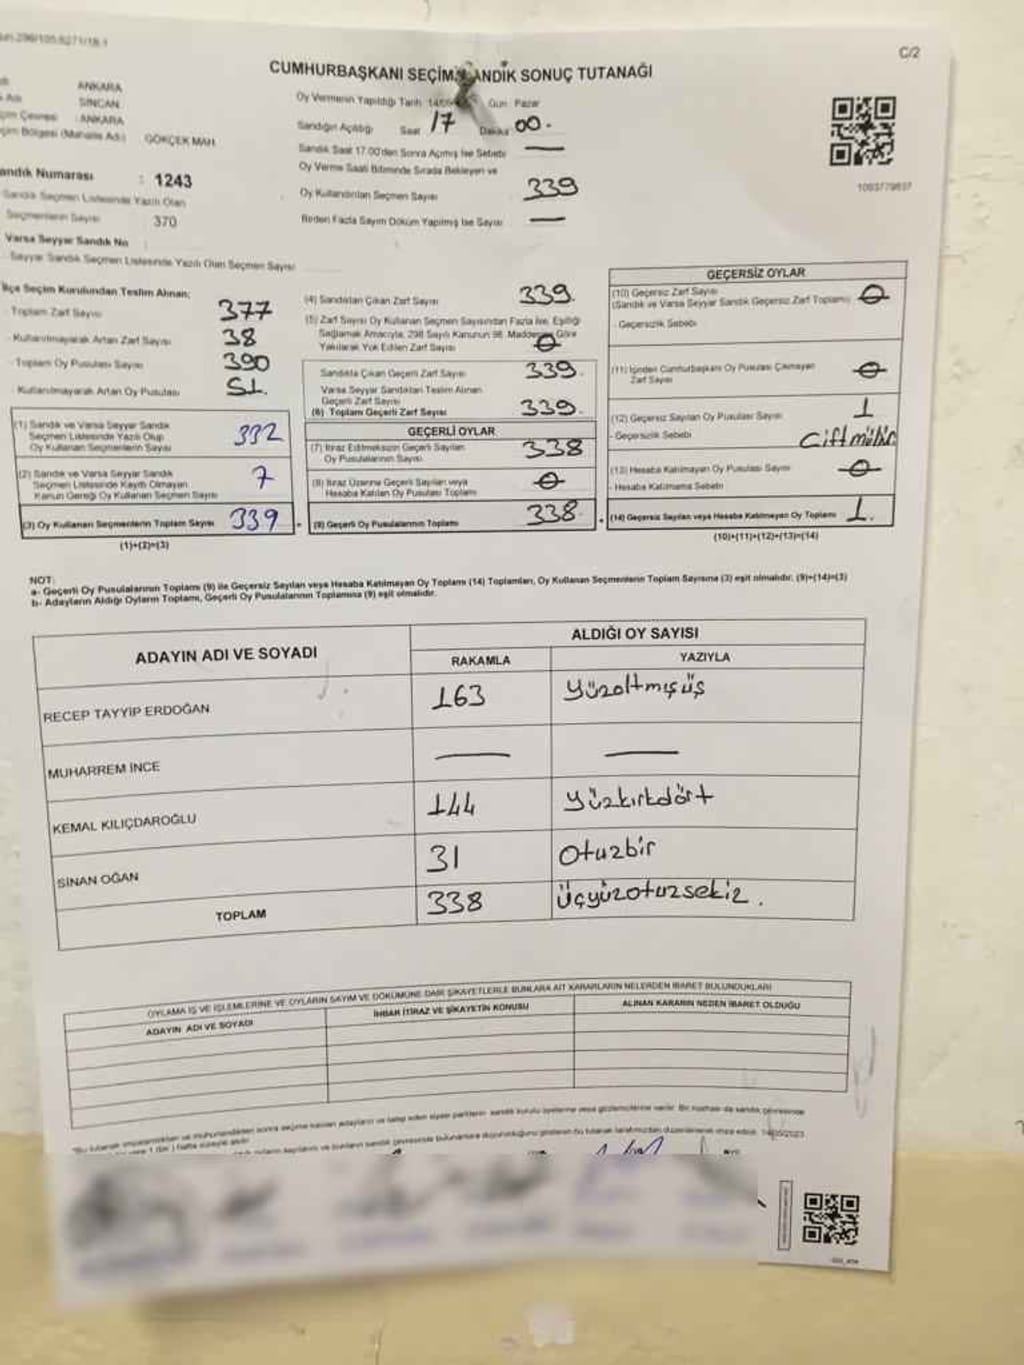 C/2
CUMHURBAŞKANI SEÇİMİ SANDIK SONUÇ TUTANAĞI
ANKARA
SİNCAN
ANKARA
GÖKÇEK MAH.
Sandık Numarası : 1243
Sandık Seçmen Listesinde Yazılı Olan
Seçmenlerin Sayısı 370
Varsa Seyyar Sandık No
Seyyar Sandık Seçmen Listesinde Yazılı Olan Seçmen Sayısı
Oy Vermenin Yapıldığı Tarih Gün Pazar
Sandığın Açıldığı Saat 17 Dakika 00.
Sandık Saat 17.00'den Sonra Açılmış İse Sebebi —
Oy Verme Saati Bitiminde Sırada Bekleyen ve
Oy Kullandırılan Seçmen Sayısı 339
Birden Fazla Sayım Döküm Yapılmış İse Sayısı —
1093779837
İlçe Seçim Kurulundan Teslim Alınan;
Toplam Zarf Sayısı 377
Kullanılmayarak Artan Zarf Sayısı 38
Toplam Oy Pusulası Sayısı 390
Kullanılmayarak Artan Oy Pusulası 51.
(1) Sandık ve Varsa Seyyar Sandık
Seçmen Listesinde Yazılı Olup
Oy Kullanan Seçmenlerin Sayısı 332
(2) Sandık ve Varsa Seyyar Sandık
Seçmen Listesinde Kayıtlı Olmayan
Kanun Gereği Oy Kullanan Seçmen Sayısı 7
(3) Oy Kullanan Seçmenlerin Toplam Sayısı 339
(1)+(2)=(3)
(4) Sandıktan Çıkan Zarf Sayısı 339.
(5) Zarf Sayısı Oy Kullanan Seçmen Sayısından Fazla İse, Eşitliği
Sağlamak Amacıyla, 298 Sayılı Kanunun 98. Maddesine Göre
Yakılarak Yok Edilen Zarf Sayısı 0
Sandıkta Çıkan Geçerli Zarf Sayısı 339.
Varsa Seyyar Sandıktan Teslim Alınan
Geçerli Zarf Sayısı
(6) Toplam Geçerli Zarf Sayısı 339.
GEÇERLİ OYLAR
(7) İtiraz Edilmeksizin Geçerli Sayılan
Oy Pusulalarının Sayısı 338
(8) İtiraz Üzerine Geçerli Sayılan veya
Hesaba Katılan Oy Pusulası Toplamı 0
(9) Geçerli Oy Pusulalarının Toplamı 338.
GEÇERSİZ OYLAR
(10) Geçersiz Zarf Sayısı
(Sandık ve Varsa Seyyar Sandık Geçersiz Zarf Toplamı) 0
- Geçersizlik Sebebi
(11) İçinden Cumhurbaşkanı Oy Pusulası Çıkmayan
Zarf Sayısı 0
(12) Geçersiz Sayılan Oy Pusulası Sayısı 1
- Geçersizlik Sebebi Çift mühür
(13) Hesaba Katılmayan Oy Pusulası Sayısı 0
- Hesaba Katılmama Sebebi
(14) Geçersiz Sayılan veya Hesaba Katılmayan Oy Toplamı 1.
(10)+(11)+(12)+(13)=(14)
NOT:
a- Geçerli Oy Pusulalarının Toplamı (9) ile Geçersiz Sayılan veya Hesaba Katılmayan Oy Toplamı (14) Toplamları, Oy Kullanan Seçmenlerin Toplam Sayısına (3) eşit olmalıdır. (9)+(14)=(3)
b- Adayların Aldığı Oyların Toplamı, Geçerli Oy Pusulalarının Toplamına (9) eşit olmalıdır.
ADAYIN ADI VE SOYADI ALDIĞI OY SAYISI
RAKAMLA YAZIYLA
RECEP TAYYİP ERDOĞAN 163 Yüzaltmışüş
MUHARREM İNCE — —
KEMAL KILIÇDAROĞLU 144 Yüzkırkdört
SİNAN OĞAN 31 Otuzbir
TOPLAM 338 Üçyüzotuzsekiz.
OYLAMA İŞ VE İŞLEMLERİNE VE OYLARIN SAYIM VE DÖKÜMÜNE DAİR ŞİKAYETLERLE BUNLARA AİT KARARLARIN NELERDEN İBARET BULUNDUKLARI
ADAYIN ADI VE SOYADI İHBAR İTİRAZ VE ŞİKAYETİN KONUSU ALINAN KARARIN NEDEN İBARET OLDUĞU